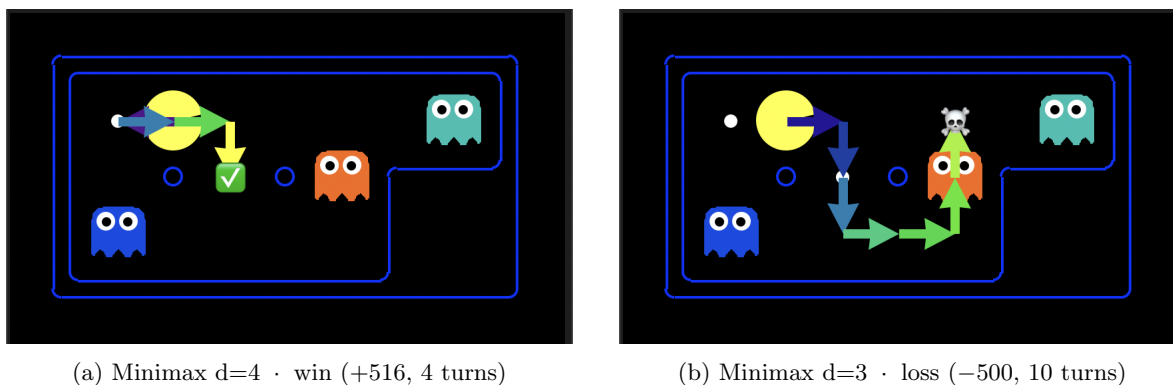 (a) Minimax d=4 · win (+516, 4 turns)
(b) Minimax d=3 · loss (−500, 10 turns)